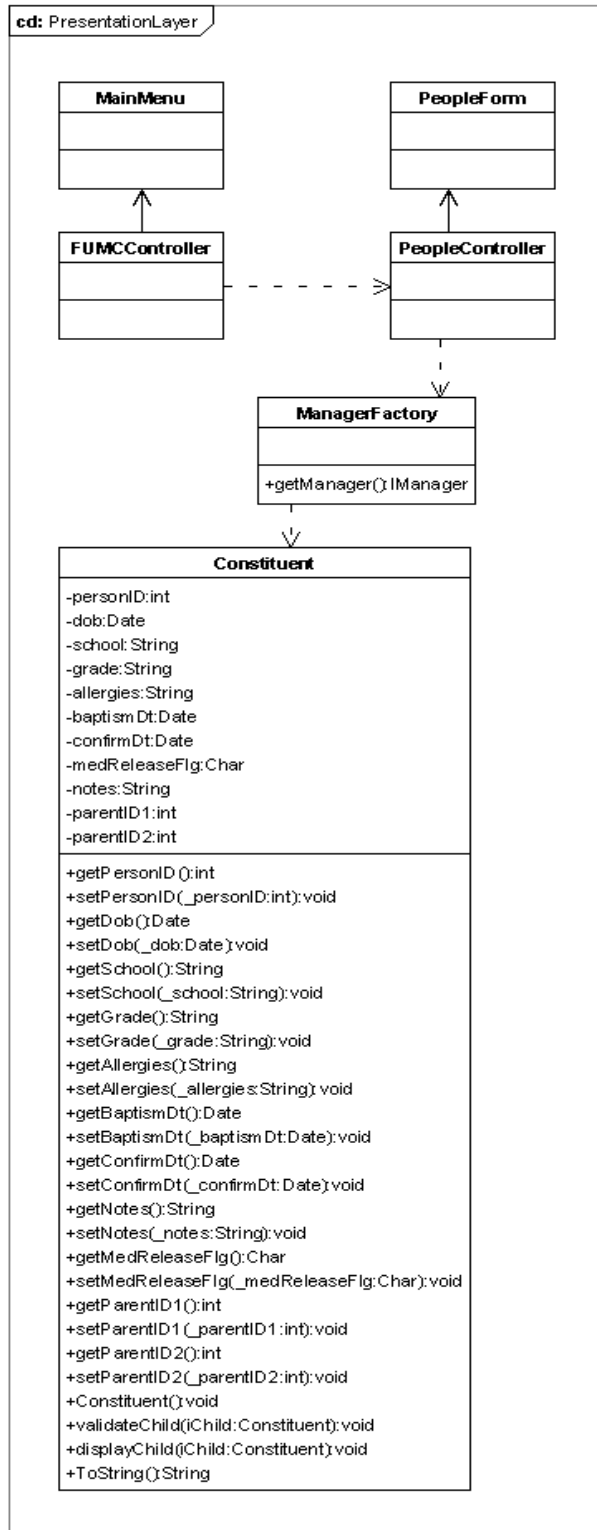 cd: PresentationLayer
MainMenu
PeopleForm
FUMCController
PeopleController
ManagerFactory
+getManager():IManager
Constituent
-personID:int
-dob:Date
-school:String
-grade:String
-allergies:String
-baptismDt:Date
-confirmDt:Date
-medReleaseFlg:Char
-notes:String
-parentID1:int
-parentID2:int
+getPersonID():int
+setPersonID(_personID:int):void
+getDob():Date
+setDob(_dob:Date):void
+getSchool():String
+setSchool(_school:String):void
+getGrade():String
+setGrade(_grade:String):void
+getAllergies():String
+setAllergies(_allergies:String):void
+getBaptismDt():Date
+setBaptismDt(_baptismDt:Date):void
+getConfirmDt():Date
+setConfirmDt(_confirmDt:Date):void
+getNotes():String
+setNotes(_notes:String):void
+getMedReleaseFlg():Char
+setMedReleaseFlg(_medReleaseFlg:Char):void
+getParentID1():int
+setParentID1(_parentID1:int):void
+getParentID2():int
+setParentID2(_parentID2:int):void
+Constituent():void
+validateChild(iChild:Constituent):void
+displayChild(iChild:Constituent):void
+ToString():String